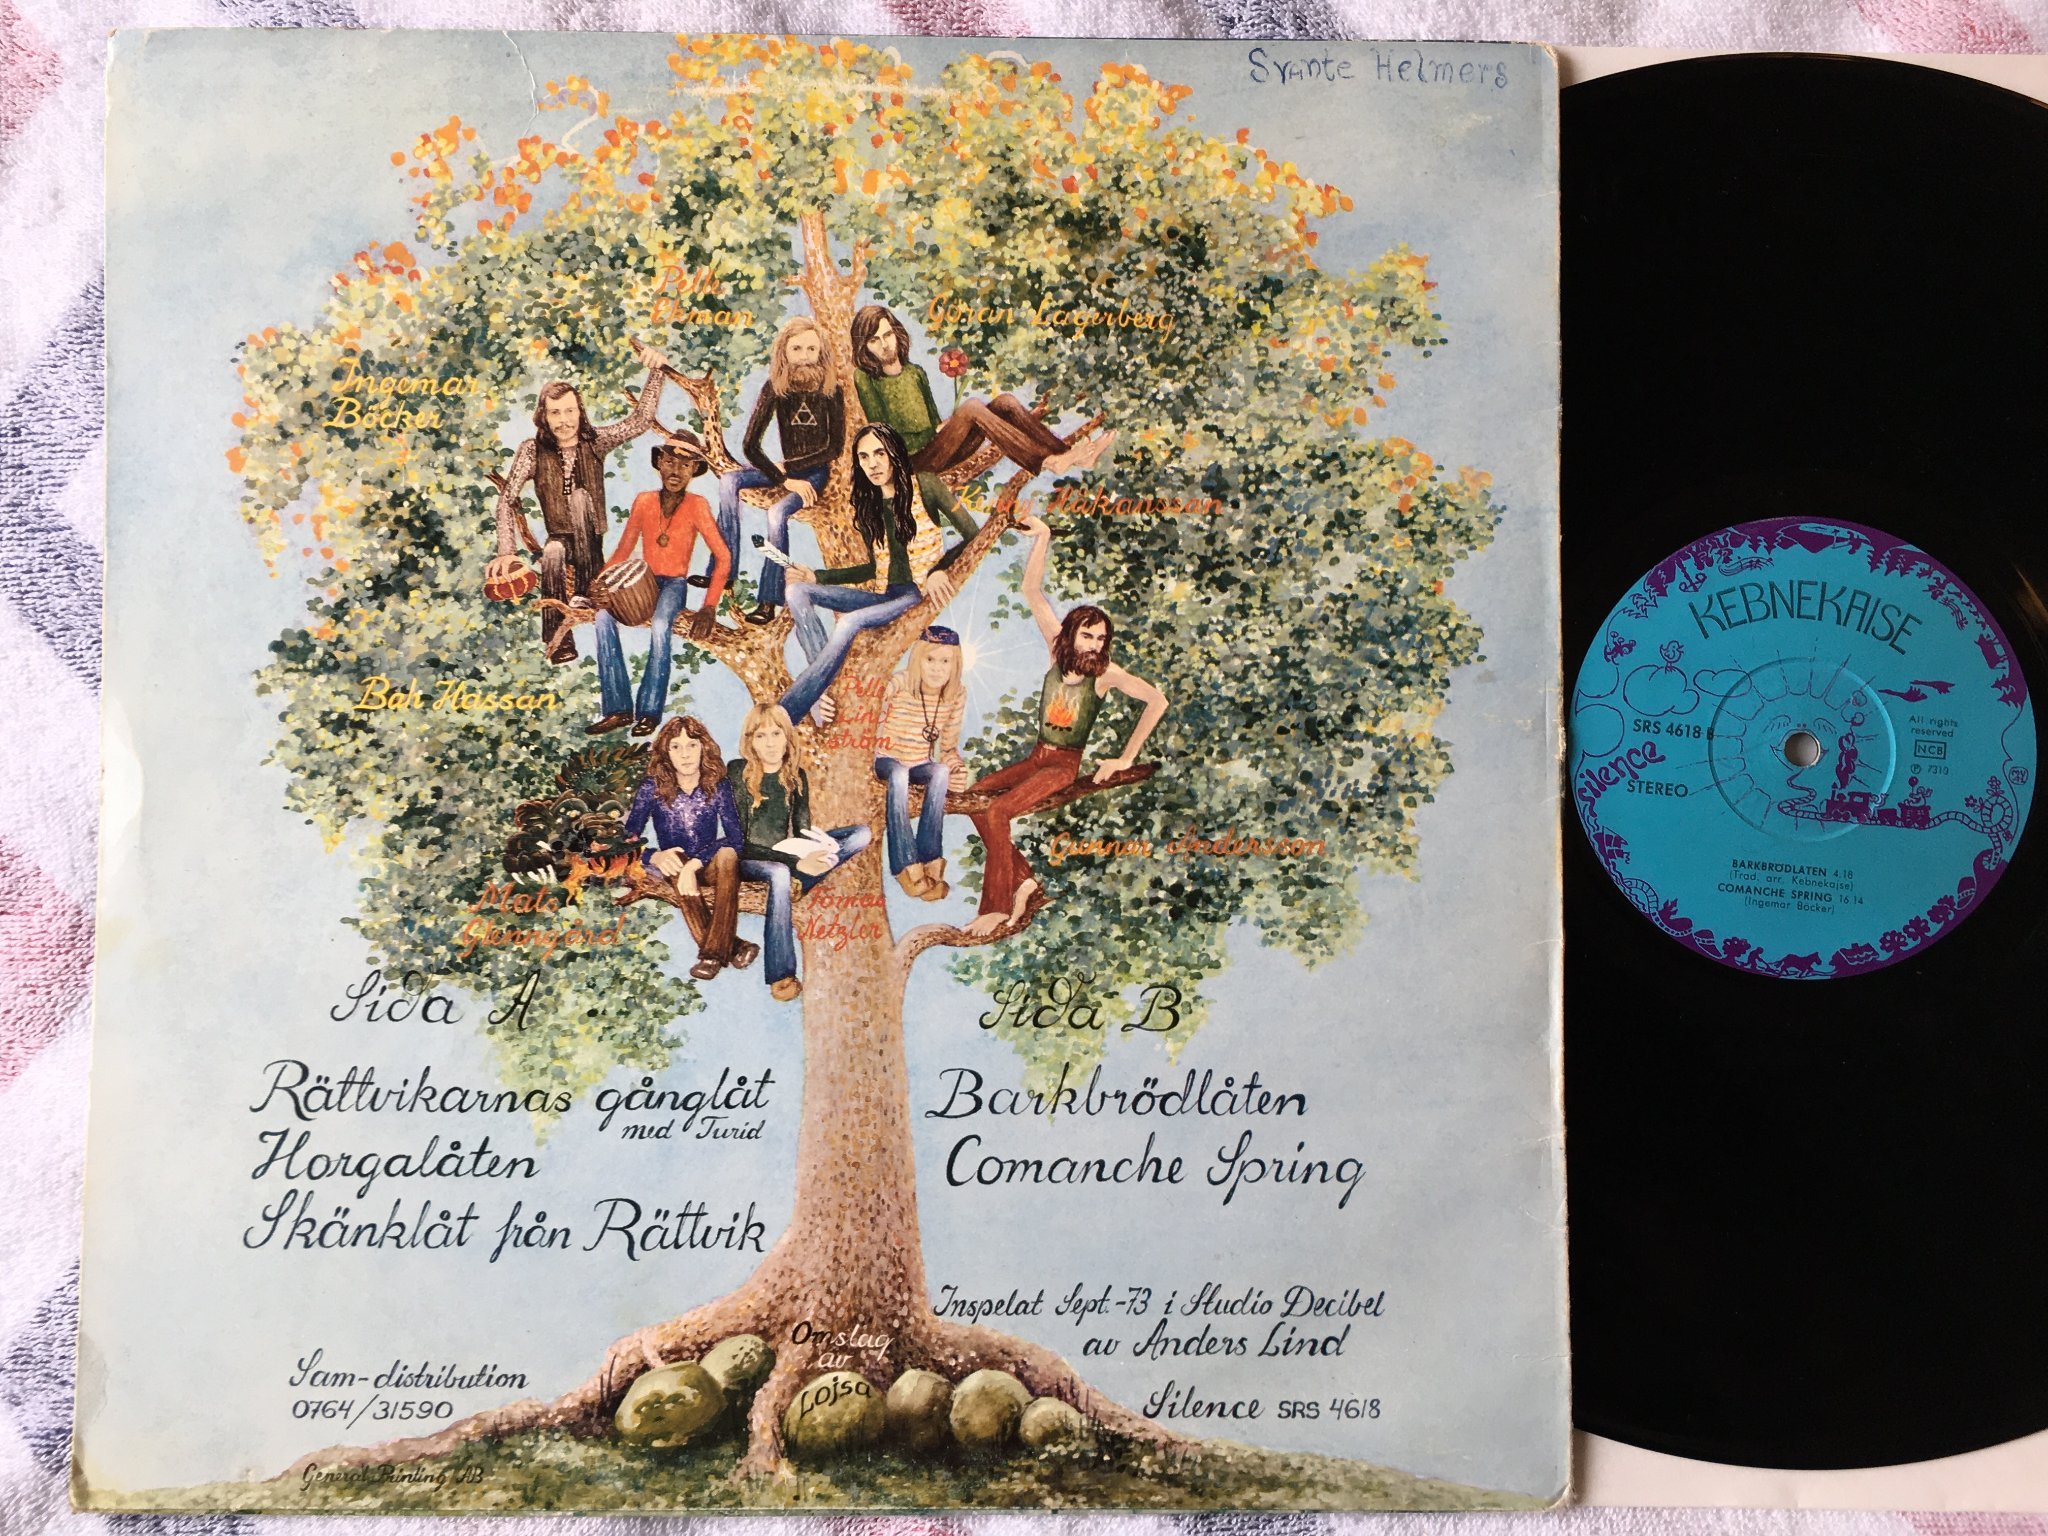 Svante Helmers
Pelle
Ekman
Göran Lagerberg
Ingemar
Böcker
Kenny Håkansson
Bah Hassan
Pelle
Lind
ström
Gunnar Andersson
Mats
Glenngård
Tomas
Netzler
Sida A
Rättvikarnas gånglåt
med Turid
Horgalåten
Skänklåt från Rättvik
Sida B
Barkbrödlåten
Comanche Spring
Inspelat Sept.-73 i Studio Decibel
av Anders Lind
Silence SRS 4618
Omslag
av
Lojsa
Sam-distribution
0764/31590
General Printing AB
KEBNEKAISE
SRS 4618 B
silence
STEREO
All rights
reserved
NCB
℗ 7310
BARKBRÖDLATEN 4.18
(Trad. arr. Kebnekajse)
COMANCHE SPRING 16 14
(Ingemar Böcker)